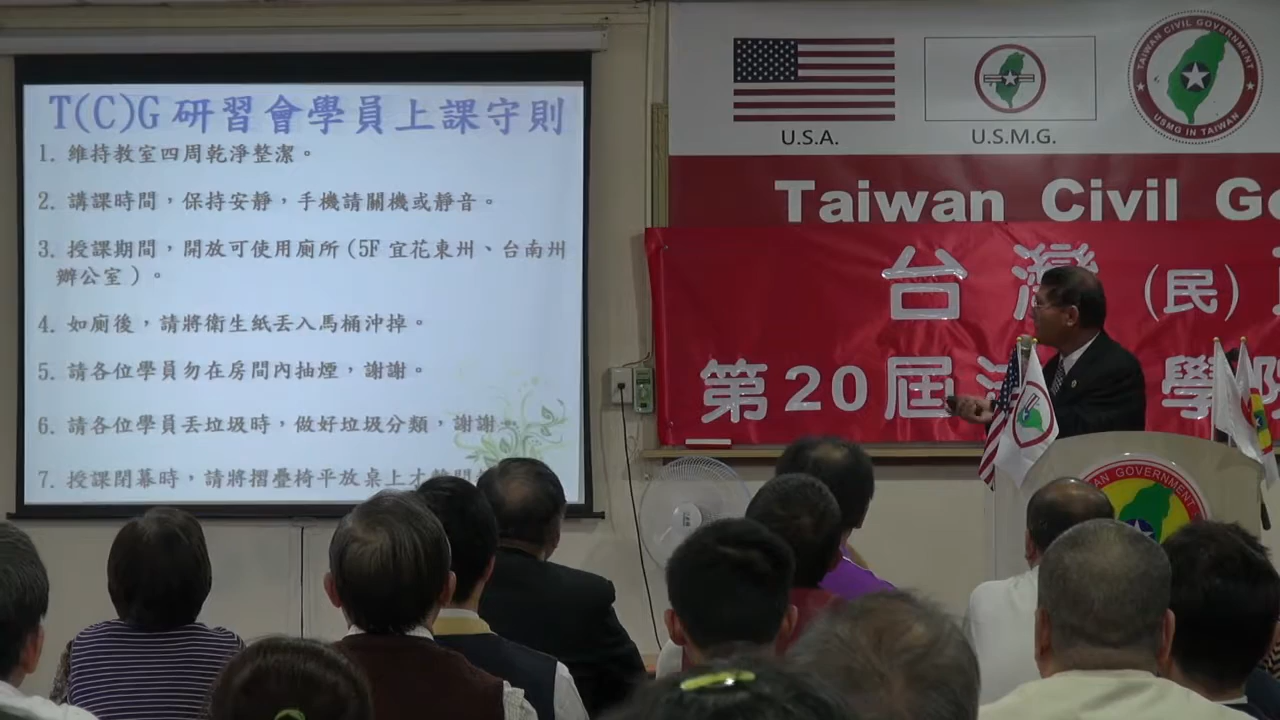 T(C)G 研習會學員上課守則
1. 維持教室四周乾淨整潔。
2. 講課時間，保持安靜，手機請關機或靜音。
3. 授課期間，開放可使用廁所(5F 宜花東州、台南州
辦公室)。
4. 如廁後，請將衛生紙丟入馬桶沖掉。
5. 請各位學員勿在房間內抽煙，謝謝。
6. 請各位學員丟垃圾時，做好垃圾分類，謝謝。
7. 授課閉幕時，請將摺疊椅平放桌上才離開
U.S.A.
U.S.M.G.
TAIWAN CIVIL GOVERNMENT
USMG IN TAIWAN
Taiwan Civil Go
台灣(民)
第20屆 學
AN GOVERNMENT